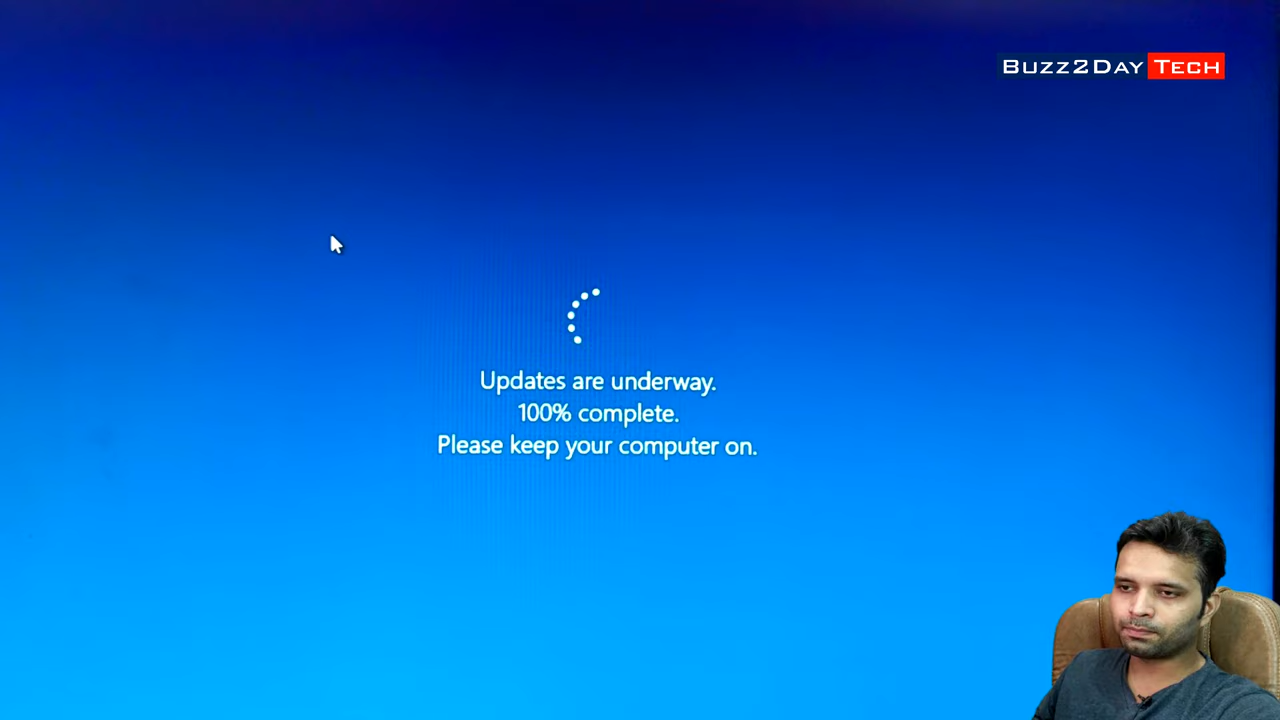 Buzz2Day Tech
Updates are underway.
100% complete.
Please keep your computer on.